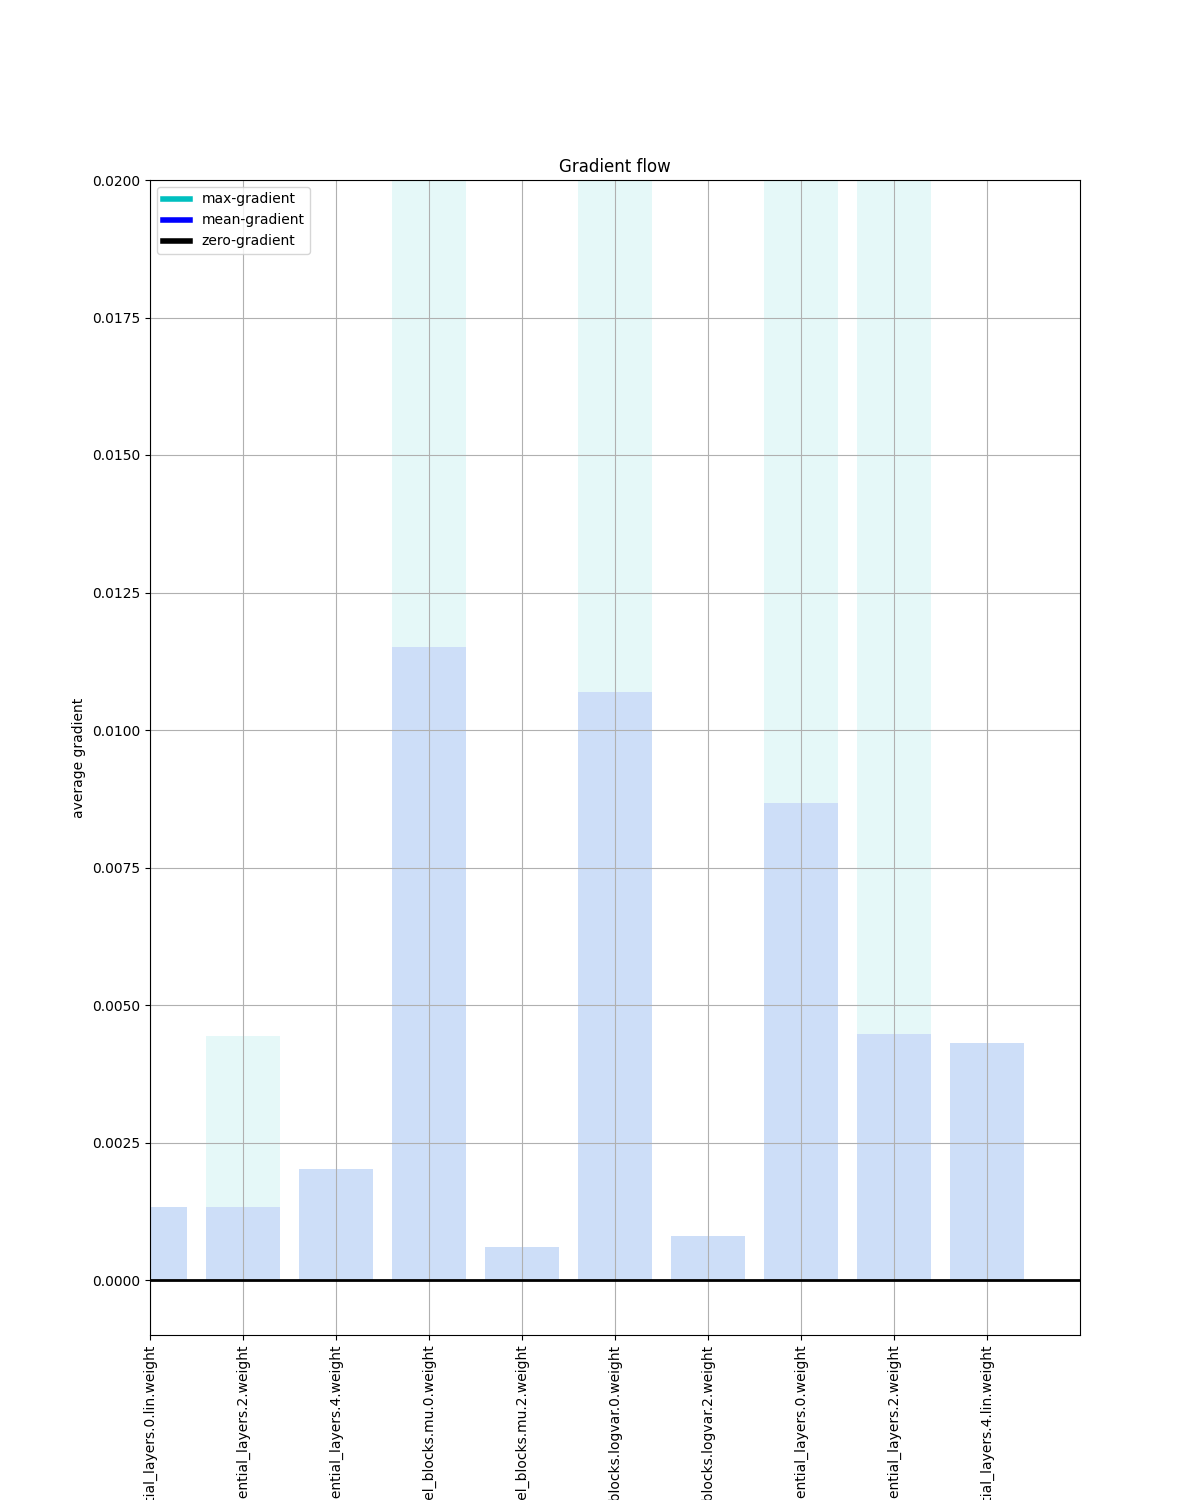 Gradient flow
max-gradient
mean-gradient
zero-gradient
0.0200
0.0175
0.0150
0.0125
0.0100
0.0075
0.0050
0.0025
0.0000
average gradient
tial_layers.0.lin.weight
ential_layers.2.weight
ential_layers.4.weight
el_blocks.mu.0.weight
el_blocks.mu.2.weight
blocks.logvar.0.weight
blocks.logvar.2.weight
ential_layers.0.weight
ential_layers.2.weight
tial_layers.4.lin.weight